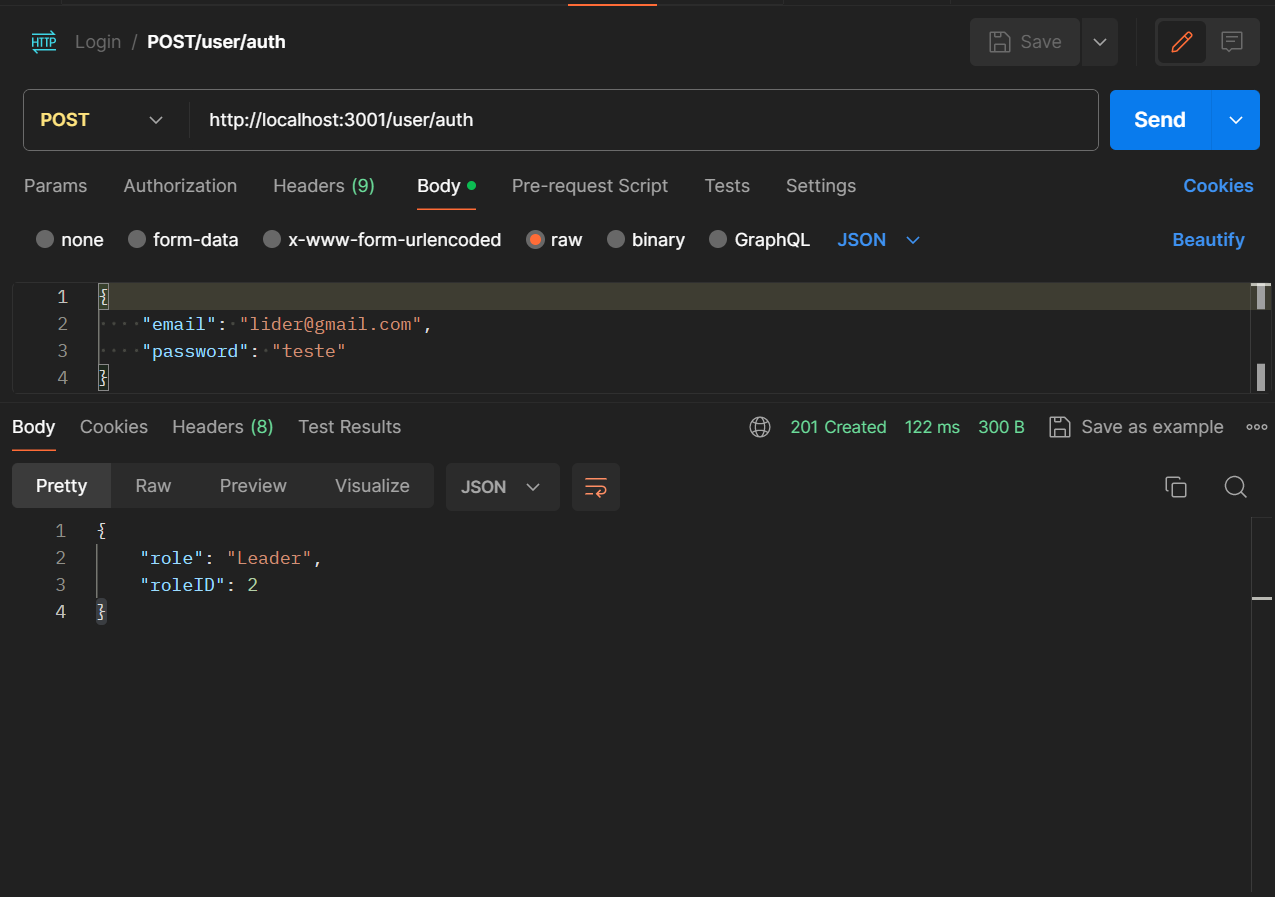 HTTP Login / POST/user/auth Save
POST http://localhost:3001/user/auth Send
Params Authorization Headers (9) Body Pre-request Script Tests Settings Cookies
none form-data x-www-form-urlencoded raw binary GraphQL JSON Beautify
1 {
2 ····"email":·"lider@gmail.com",
3 ····"password":·"teste"
4 }
Body Cookies Headers (8) Test Results 201 Created 122 ms 300 B Save as example
Pretty Raw Preview Visualize JSON
1 {
2 "role": "Leader",
3 "roleID": 2
4 }